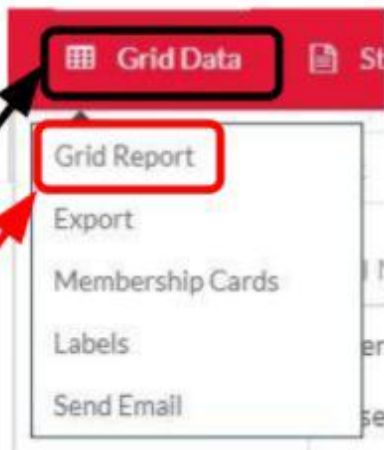 Grid Data
Grid Report
Export
Membership Cards
Labels
Send Email